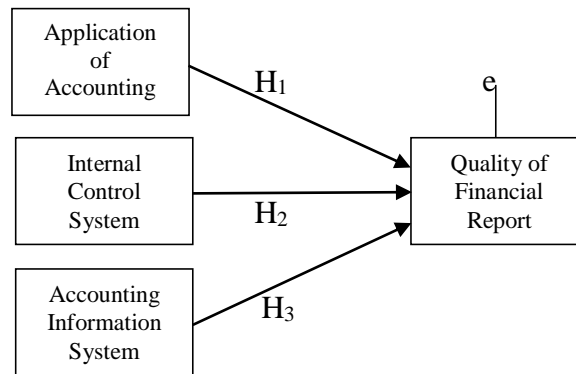 Application
of
Accounting
H1
e
Internal
Control
System
H2
Quality of
Financial
Report
Accounting
Information
System
H3